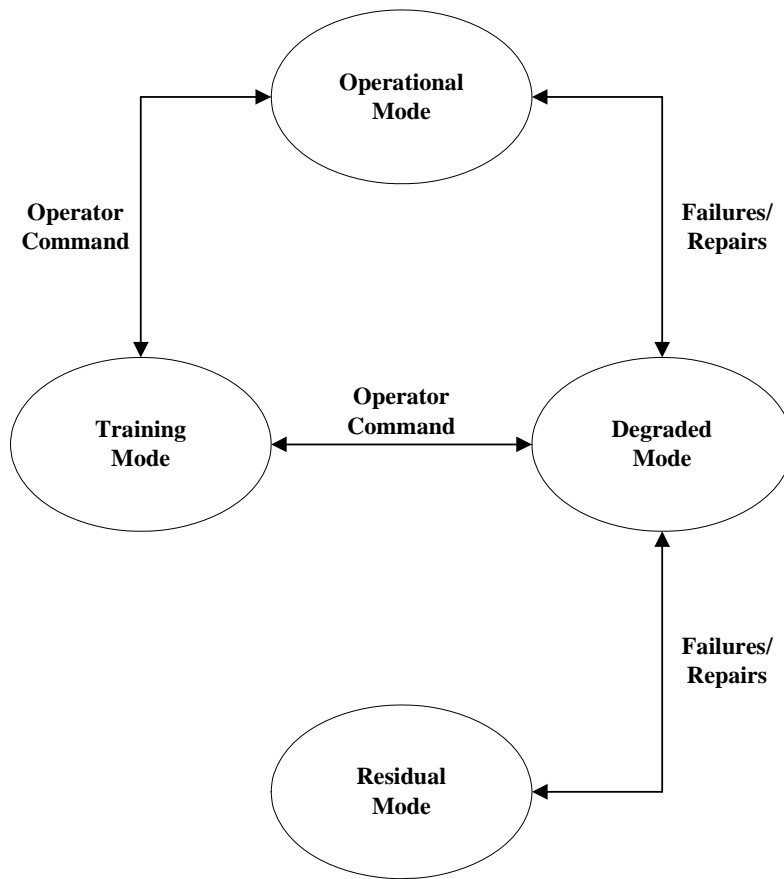 Operational
Mode
Operator
Command
Failures/
Repairs
Training
Mode
Operator
Command
Degraded
Mode
Failures/
Repairs
Residual
Mode